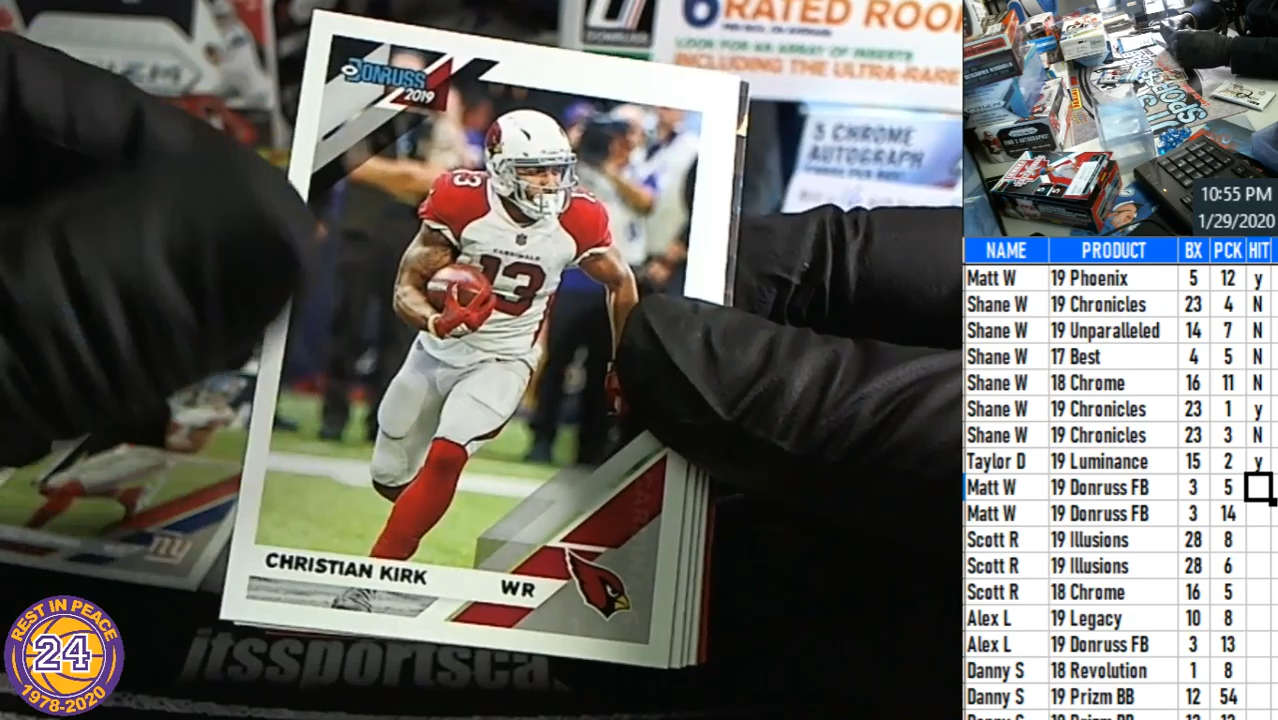 6 RATED ROO
LOOK FOR AN ARRAY OF INSERTS
INCLUDING THE ULTRA-RARE
5 CHROME
AUTOGRAPH
DONRUSS
2019
13
CARDINALS
13
CHRISTIAN KIRK
WR
ny
itssportsca
REST IN PEACE
24
1978-2020
10:55 PM
1/29/2020
NAME PRODUCT BX PCK HIT
Matt W 19 Phoenix 5 12 y
Shane W 19 Chronicles 23 4 N
Shane W 19 Unparalleled 14 7 N
Shane W 17 Best 4 5 N
Shane W 18 Chrome 16 11 N
Shane W 19 Chronicles 23 1 y
Shane W 19 Chronicles 23 3 N
Taylor D 19 Luminance 15 2 y
Matt W 19 Donruss FB 3 5
Matt W 19 Donruss FB 3 14
Scott R 19 Illusions 28 8
Scott R 19 Illusions 28 6
Scott R 18 Chrome 16 5
Alex L 19 Legacy 10 8
Alex L 19 Donruss FB 3 13
Danny S 18 Revolution 1 8
Danny S 19 Prizm BB 12 54